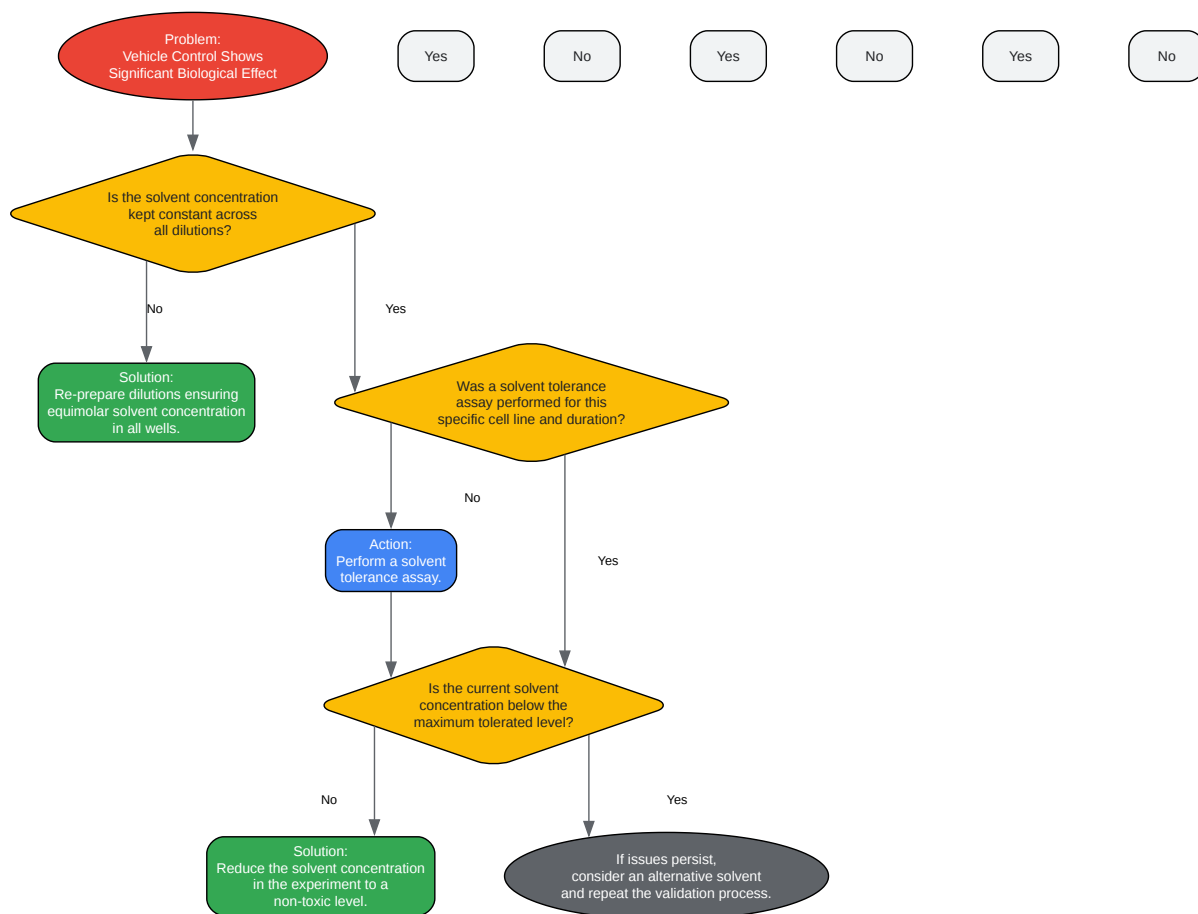 Problem:
Vehicle Control Shows
Significant Biological Effect
Yes
No
Yes
No
Yes
No
Is the solvent concentration
kept constant across
all dilutions?
No
Yes
Solution:
Re-prepare dilutions ensuring
equimolar solvent concentration
in all wells.
Was a solvent tolerance
assay performed for this
specific cell line and duration?
No
Yes
Action:
Perform a solvent
tolerance assay.
Is the current solvent
concentration below the
maximum tolerated level?
No
Yes
Solution:
Reduce the solvent concentration
in the experiment to a
non-toxic level.
If issues persist,
consider an alternative solvent
and repeat the validation process.